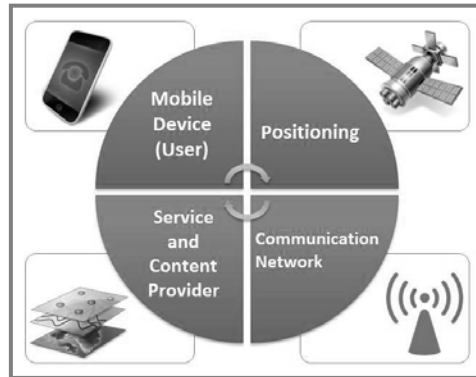 Mobile
Device
(User)
Positioning
Service
and
Content
Provider
Communication
Network